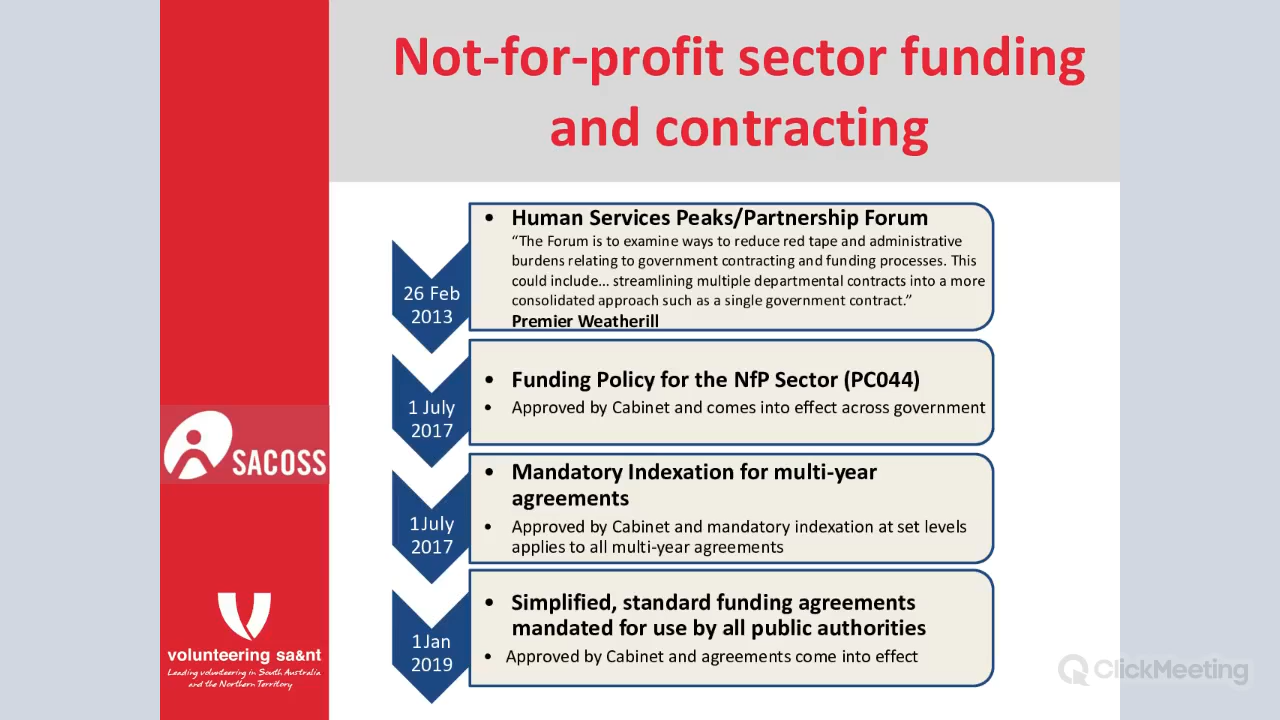 Not-for-profit sector funding
and contracting
26 Feb
2013
• Human Services Peaks/Partnership Forum
“The Forum is to examine ways to reduce red tape and administrative
burdens relating to government contracting and funding processes. This
could include... streamlining multiple departmental contracts into a more
consolidated approach such as a single government contract.”
Premier Weatherill
1 July
2017
• Funding Policy for the NfP Sector (PC044)
• Approved by Cabinet and comes into effect across government
1 July
2017
• Mandatory Indexation for multi-year
agreements
• Approved by Cabinet and mandatory indexation at set levels
applies to all multi-year agreements
1 Jan
2019
• Simplified, standard funding agreements
mandated for use by all public authorities
• Approved by Cabinet and agreements come into effect
SACOSS
volunteering sa&nt
Leading volunteering in South Australia
and the Northern Territory
ClickMeeting